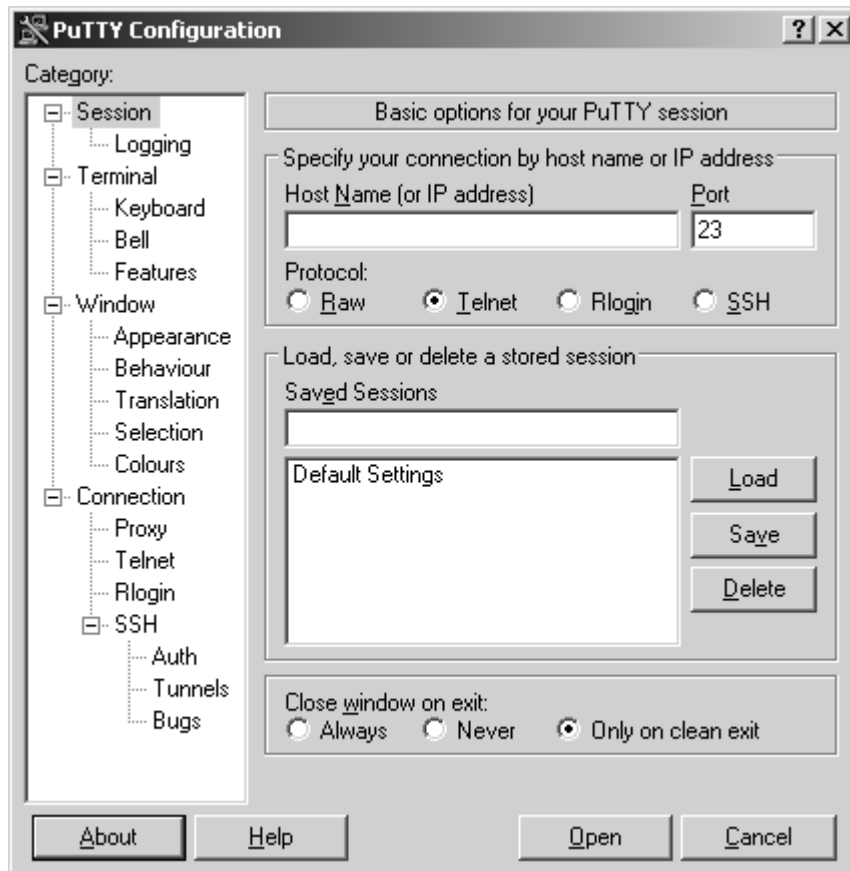 PuTTY Configuration
Category:
Session
Logging
Terminal
Keyboard
Bell
Features
Window
Appearance
Behaviour
Translation
Selection
Colours
Connection
Proxy
Telnet
Rlogin
SSH
Auth
Tunnels
Bugs
Basic options for your PuTTY session
Specify your connection by host name or IP address
Host Name (or IP address) Port
23
Protocol:
Raw Telnet Rlogin SSH
Load, save or delete a stored session
Saved Sessions
Default Settings
Load
Save
Delete
Close window on exit:
Always Never Only on clean exit
About Help Open Cancel